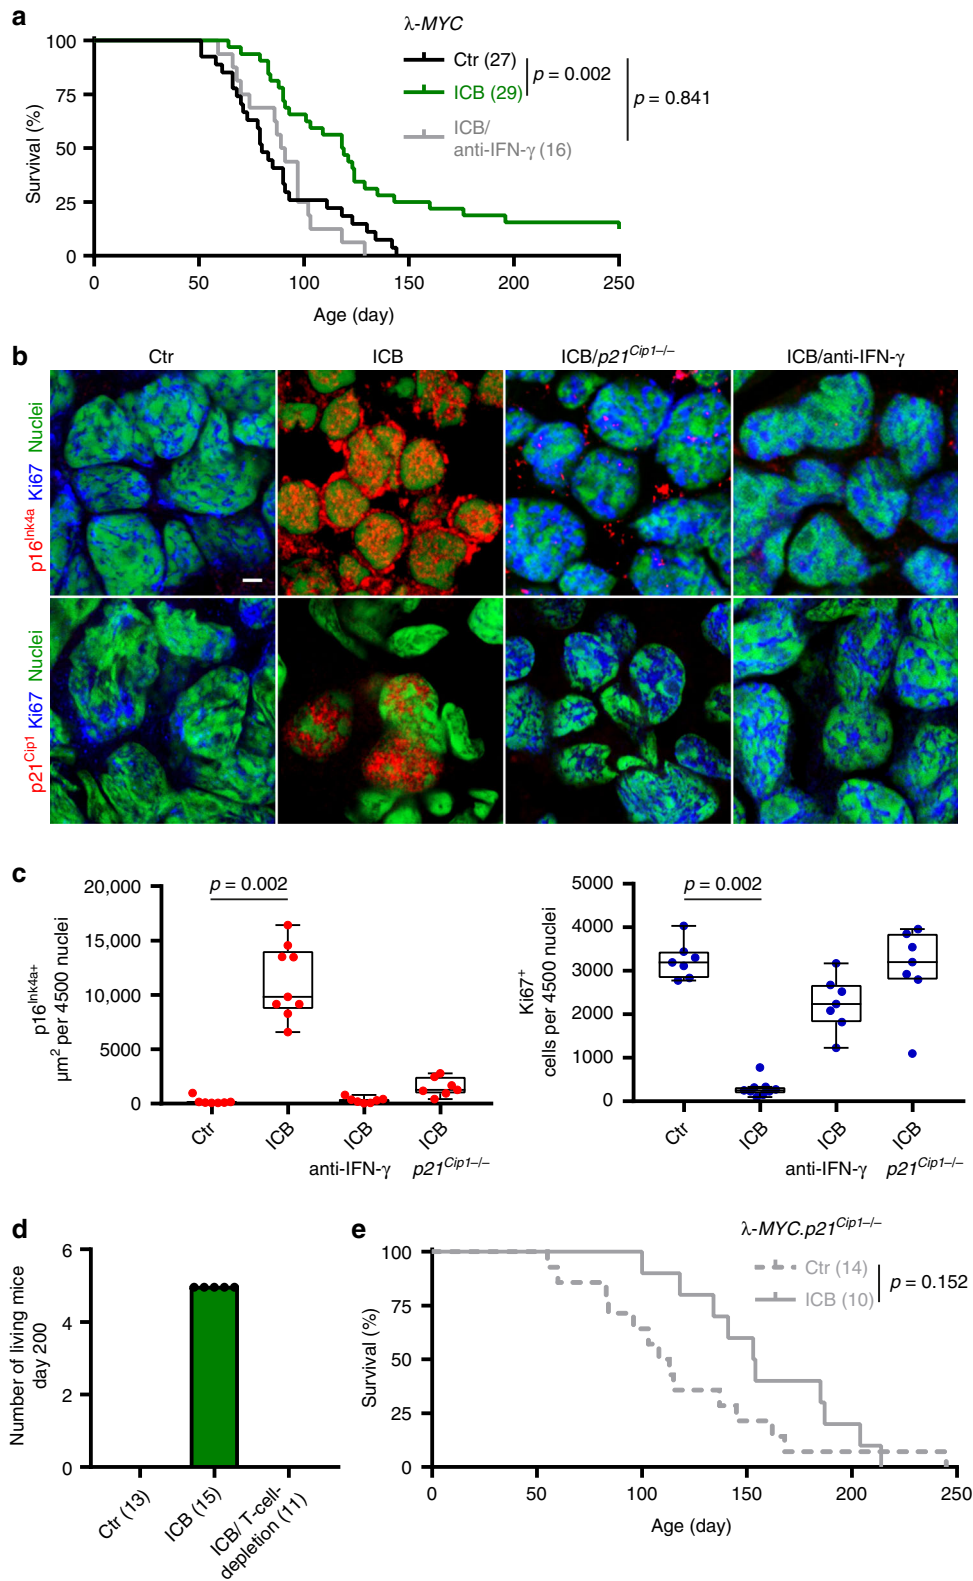 a
λ-MYC
Ctr (27)
ICB (29)
ICB/
anti-IFN-γ (16)
p = 0.002
p = 0.841
Survival (%)
100
75
50
25
0
0 50 100 150 200 250
Age (day)
b
Ctr ICB ICB/p21Cip1–/– ICB/anti-IFN-γ
p16Ink4a Ki67 Nuclei
p21Cip1 Ki67 Nuclei
c
p16Ink4a+
µm2 per 4500 nuclei
20,000
15,000
10,000
5000
0
p = 0.002
Ctr
ICB
ICB
anti-IFN-γ
ICB
p21Cip1–/–
Ki67+
cells per 4500 nuclei
5000
4000
3000
2000
1000
0
p = 0.002
Ctr
ICB
ICB
anti-IFN-γ
ICB
p21Cip1–/–
d
Number of living mice
day 200
6
4
2
0
Ctr (13)
ICB (15)
ICB/ T-cell-
depletion (11)
e
λ-MYC.p21Cip1–/–
Ctr (14)
ICB (10)
p = 0.152
Survival (%)
100
75
50
25
0
0 50 100 150 200 250
Age (day)